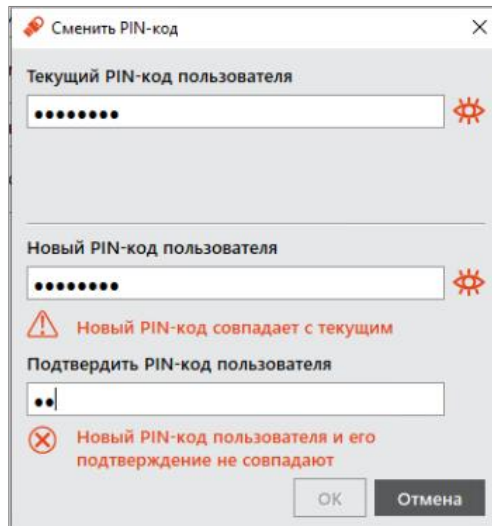 Сменить PIN-код
Текущий PIN-код пользователя
••••••••
Новый PIN-код пользователя
••••••••
Новый PIN-код совпадает с текущим
Подтвердить PIN-код пользователя
••
Новый PIN-код пользователя и его
подтверждение не совпадают
ОК
Отмена